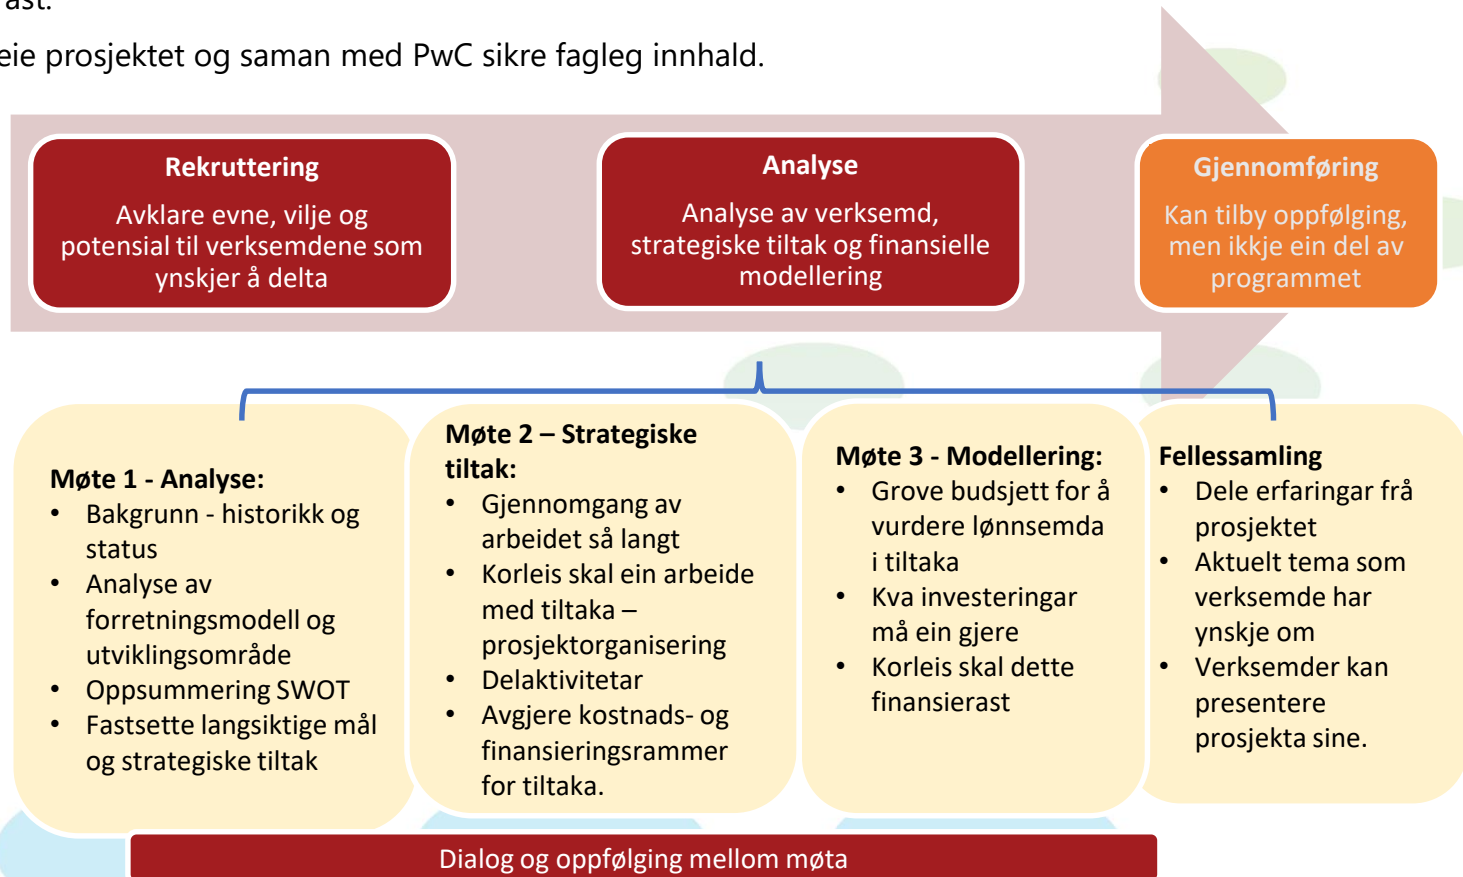 rast.
eie prosjektet og saman med PwC sikre fagleg innhald.
Rekruttering
Avklare evne, vilje og
potensial til verksemdene som
ynskjer å delta
Analyse
Analyse av verksemd,
strategiske tiltak og finansielle
modellering
Gjennomføring
Kan tilby oppfølging,
men ikkje ein del av
programmet
Møte 1 - Analyse:
• Bakgrunn - historikk og
status
• Analyse av
forretningsmodell og
utviklingsområde
• Oppsummering SWOT
• Fastsette langsiktige mål
og strategiske tiltak
Møte 2 – Strategiske
tiltak:
• Gjennomgang av
arbeidet så langt
• Korleis skal ein arbeide
med tiltaka –
prosjektorganisering
• Delaktivitetar
• Avgjere kostnads- og
finansieringsrammer
for tiltaka.
Møte 3 - Modellering:
• Grove budsjett for å
vurdere lønnsemda
i tiltaka
• Kva investeringar
må ein gjere
• Korleis skal dette
finansierast
Fellessamling
• Dele erfaringar frå
prosjektet
• Aktuelt tema som
verksemde har
ynskje om
• Verksemder kan
presentere
prosjekta sine.
Dialog og oppfølging mellom møta